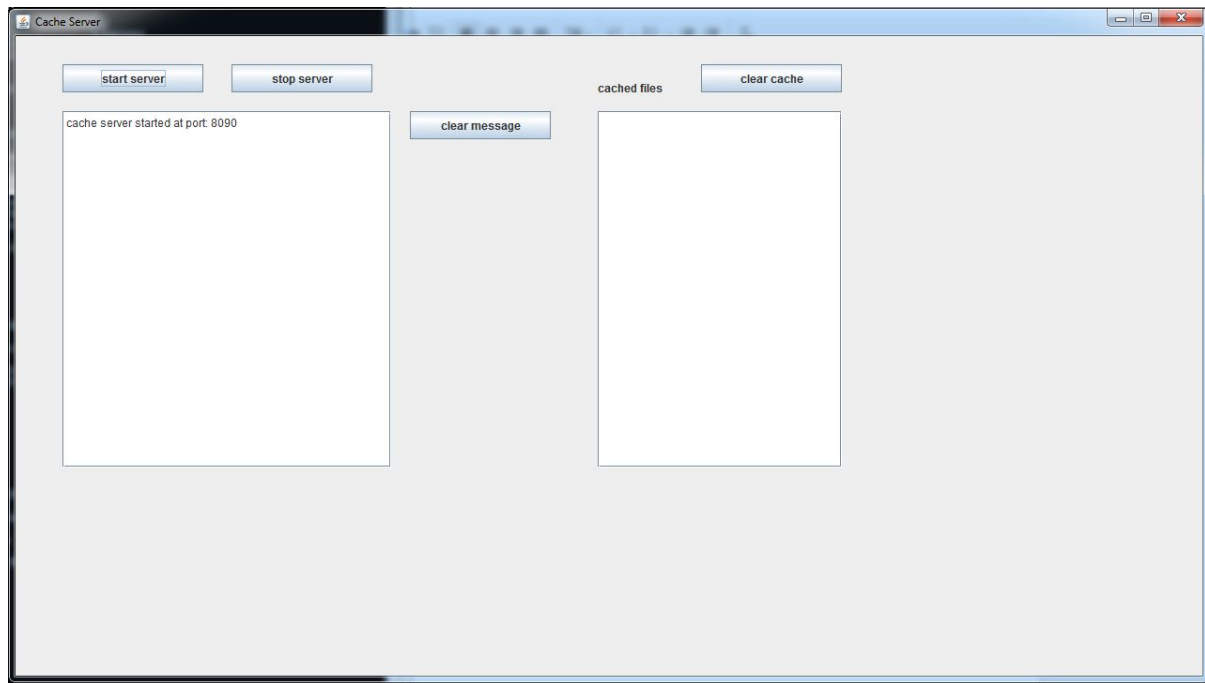 Cache Server
start server
stop server
cached files
clear cache
cache server started at port: 8090
clear message